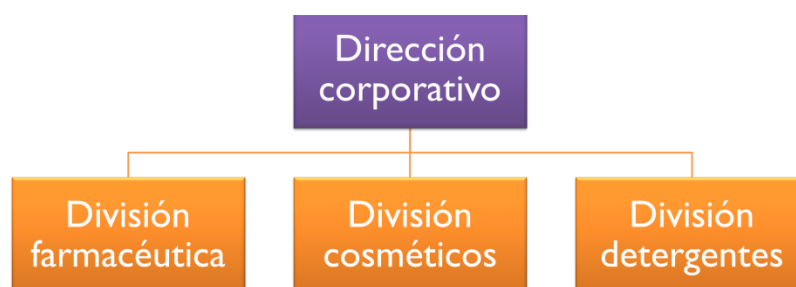 Dirección
corporativo
División
farmacéutica
División
cosméticos
División
detergentes